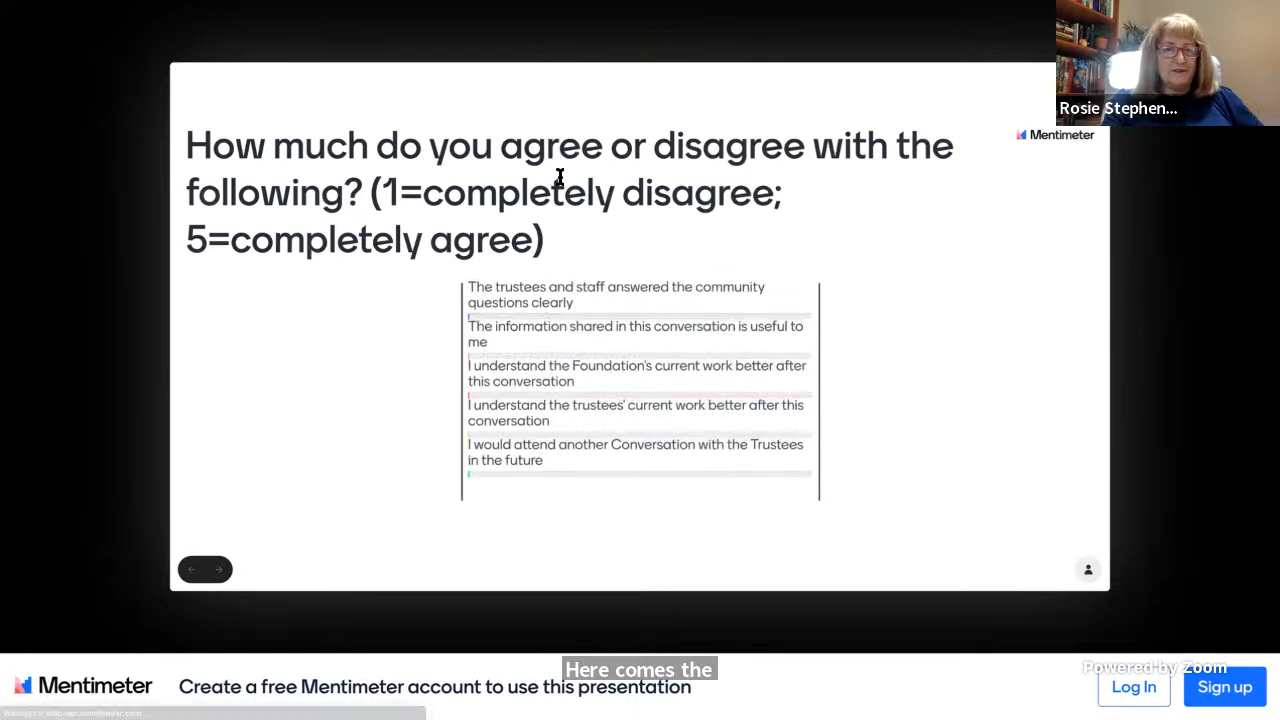 Rosie Stephen...
Mentimeter
How much do you agree or disagree with the
following? (1=completely disagree;
5=completely agree)
The trustees and staff answered the community
questions clearly
The information shared in this conversation is useful to
me
I understand the Foundation's current work better after
this conversation
I understand the trustees' current work better after this
conversation
I would attend another Conversation with the Trustees
in the future
Here comes the
Powered by Zoom
Mentimeter
Create a free Mentimeter account to use this presentation
Log In
Sign up